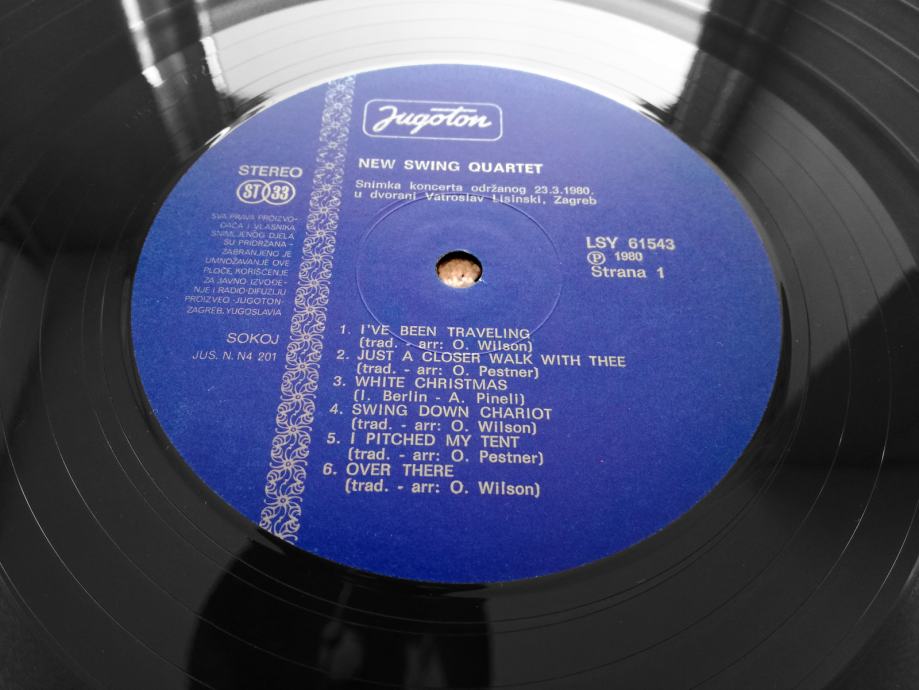 Jugoton
NEW SWING QUARTET
Snimka koncerta održanog 23.3.1980.
u dvorani Vatroslav Lisinski, Zagreb
STEREO
ST 33
SVA PRAVA PROIZVO-
ĐAČA I VLASNIKA
SNIMLJENOG DJELA
SU PRIDRŽANA -
ZABRANJENO JE
UMNOŽAVANJE OVE
PLOČE, KORIŠĆENJE
ZA JAVNO IZVOĐE-
NJE I RADIO-DIFUZIJU
PROIZVEO -JUGOTON-
ZAGREB, YUGOSLAVIA
SOKOJ
JUS. N. N4 201
LSY 61543
Ⓟ 1980
Strana 1
1. I'VE BEEN TRAVELING
(trad. - arr: O. Wilson)
2. JUST A CLOSER WALK WITH THEE
(trad. - arr: O. Pestner)
3. WHITE CHRISTMAS
(I. Berlin - A. Pineli)
4. SWING DOWN CHARIOT
(trad. - arr: O. Wilson)
5. I PITCHED MY TENT
(trad. - arr: O. Pestner)
6. OVER THERE
(trad. - arr: O. Wilson)